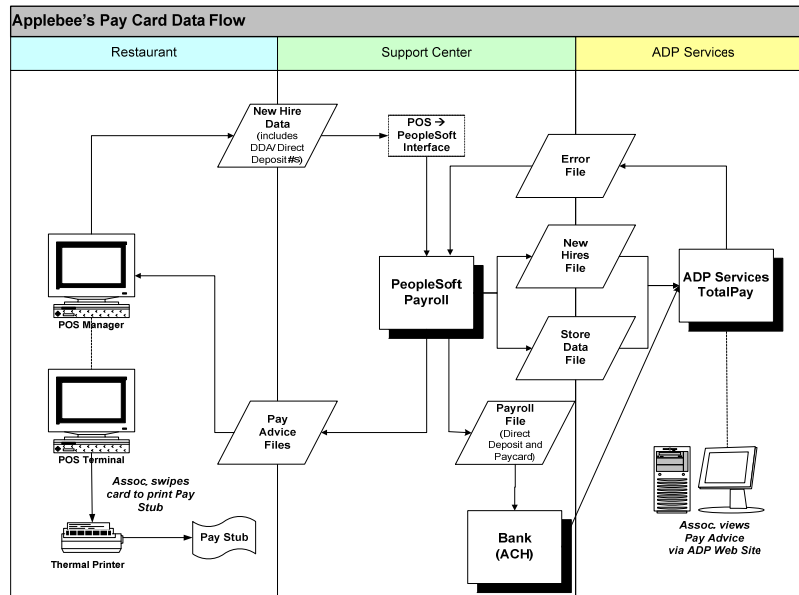 Applebee's Pay Card Data Flow
Restaurant
Support Center
ADP Services
New Hire
Data
(includes
DDA/Direct
Deposit#s)
POS →
PeopleSoft
Interface
Error
File
New
Hires
File
PeopleSoft
Payroll
ADP Services
TotalPay
POS Manager
Store
Data
File
Pay
Advice
Files
Payroll
File
(Direct
Deposit and
Paycard)
POS Terminal
Assoc, swipes
card to print Pay
Stub
Pay Stub
Thermal Printer
Bank
(ACH)
Assoc. views
Pay Advice
via ADP Web Site